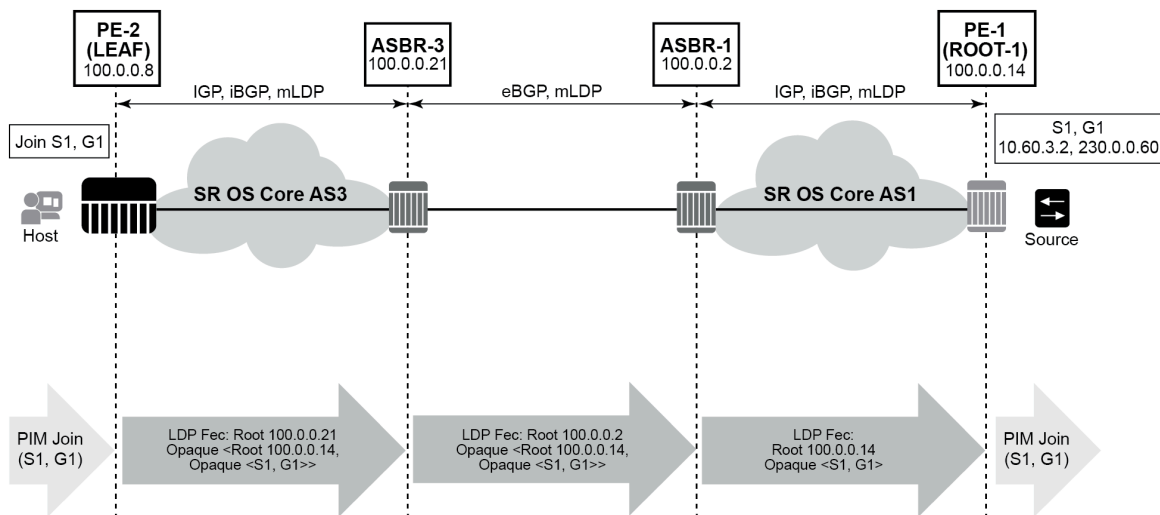 PE-2
(LEAF)
100.0.0.8
ASBR-3
100.0.0.21
ASBR-1
100.0.0.2
PE-1
(ROOT-1)
100.0.0.14
IGP, iBGP, mLDP
eBGP, mLDP
IGP, iBGP, mLDP
Join S1, G1
S1, G1
10.60.3.2, 230.0.0.60
SR OS Core AS3
SR OS Core AS1
Host
Source
PIM Join
(S1, G1)
LDP Fec: Root 100.0.0.21
Opaque <Root 100.0.0.14,
Opaque <S1, G1>>
LDP Fec: Root 100.0.0.2
Opaque <Root 100.0.0.14,
Opaque <S1, G1>>
LDP Fec:
Root 100.0.0.14
Opaque <S1, G1>
PIM Join
(S1, G1)